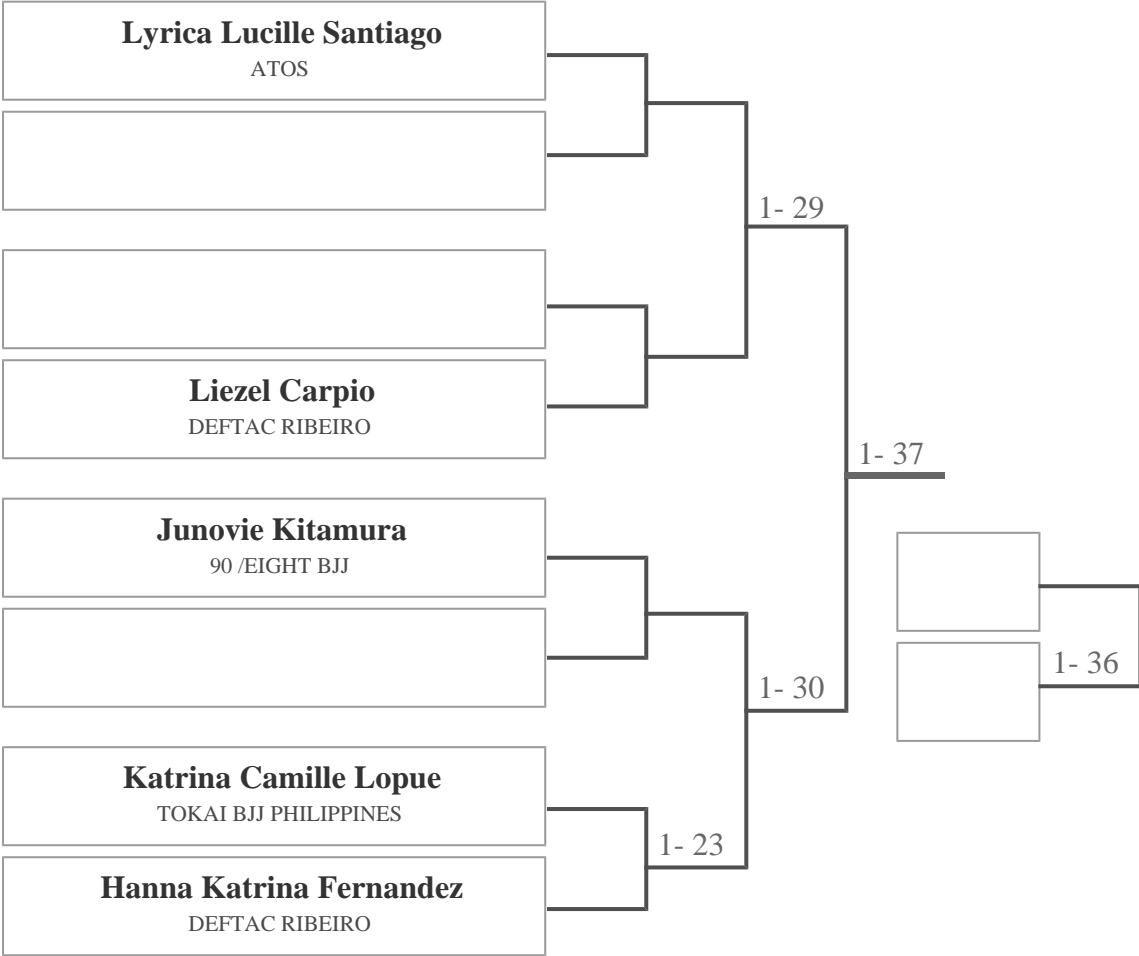 Lyrica Lucille Santiago
ATOS
1- 29
Liezel Carpio
DEFTAC RIBEIRO
1- 37
Junovie Kitamura
90 /EIGHT BJJ
1- 36
1- 30
Katrina Camille Lopue
TOKAI BJJ PHILIPPINES
1- 23
Hanna Katrina Fernandez
DEFTAC RIBEIRO